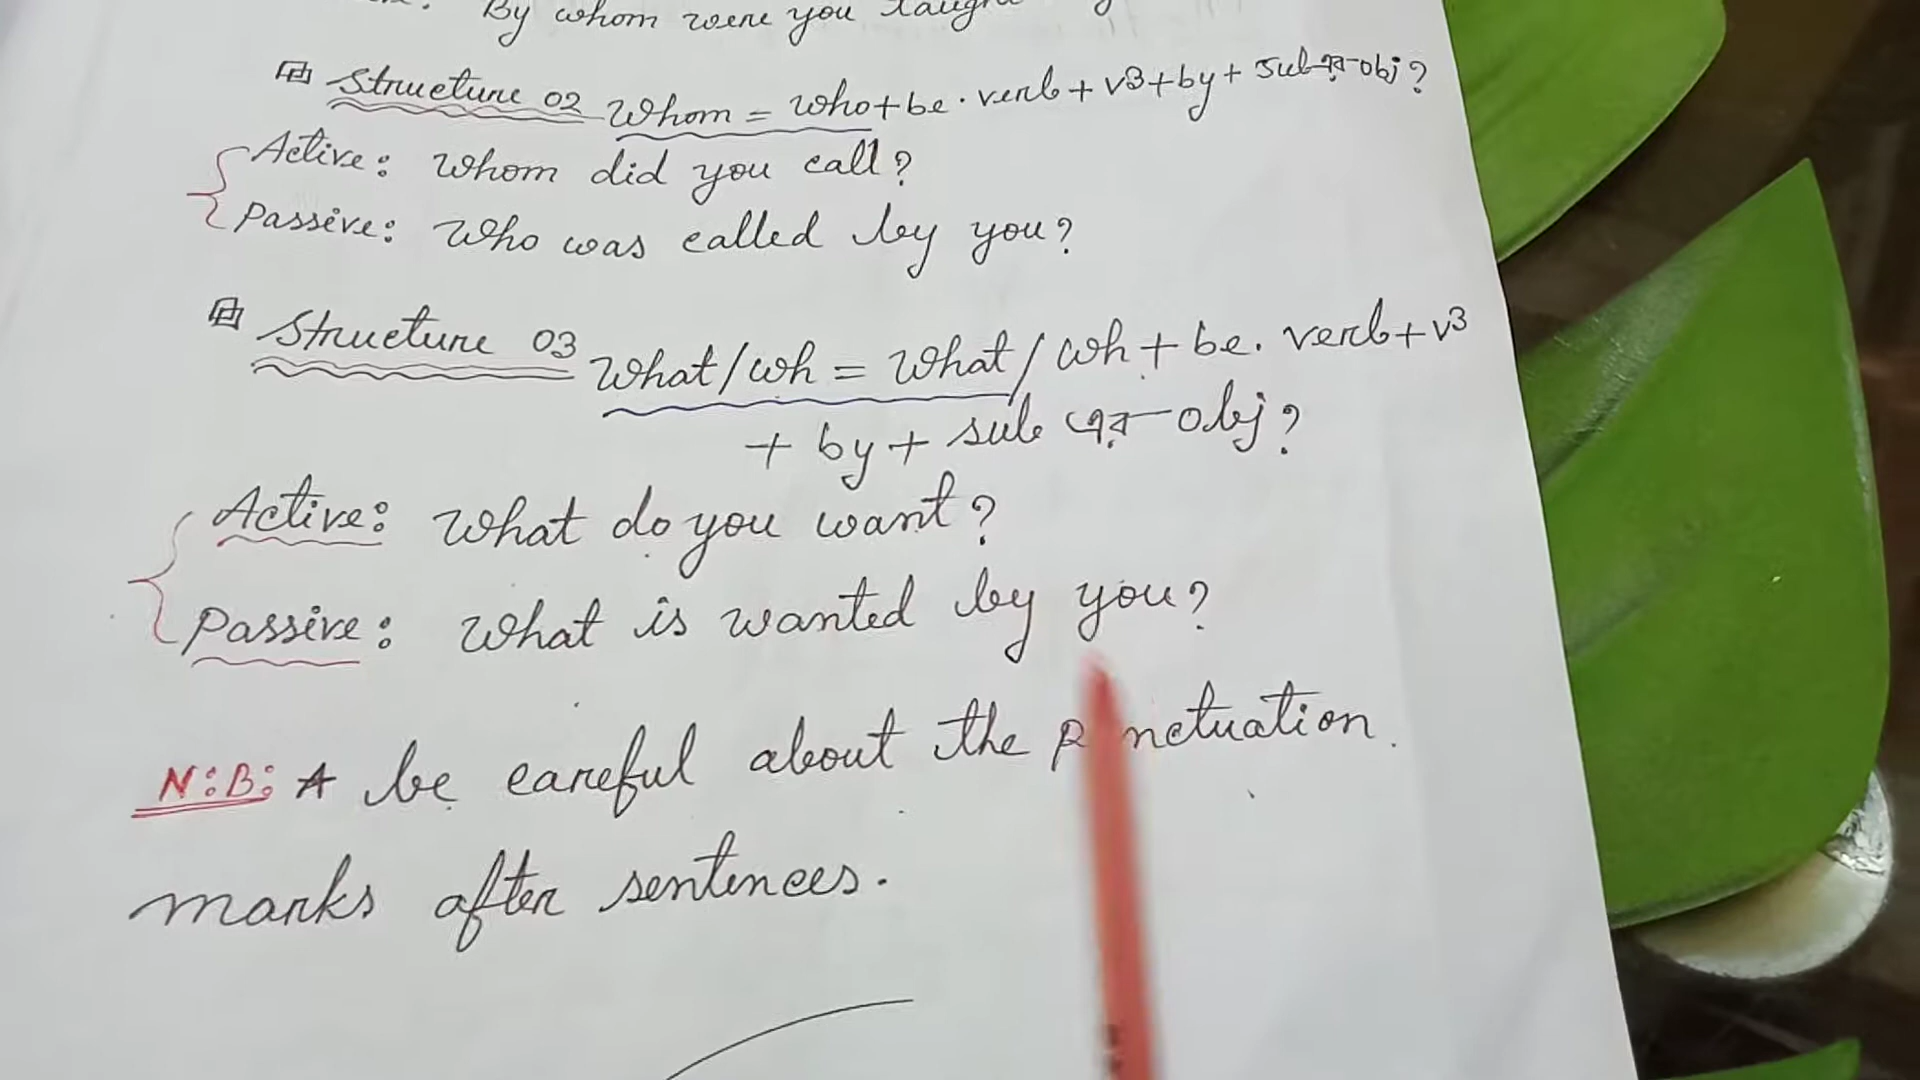 By whom were you taught
Structure 02 Whom = who + be. verb + v3 + by + sub এর obj?
Active: Whom did you call?
Passive: Who was called by you?
Structure 03 What/wh = what/wh + be. verb + v3
+ by + sub এর obj?
Active: What do you want?
Passive: What is wanted by you?
N:B: be careful about the punctuation
marks after sentences.